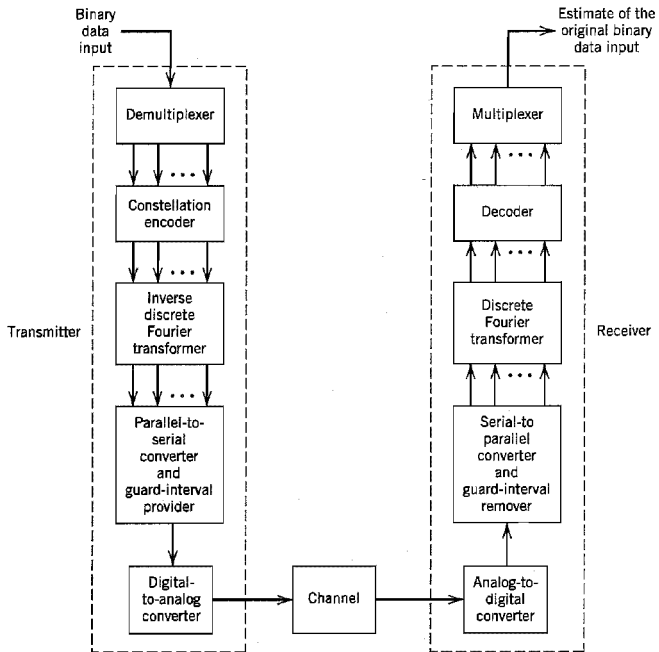 Binary
data
input
Demultiplexer
Constellation
encoder
Inverse
discrete
Fourier
transformer
Transmitter
Parallel-to-
serial
converter
and
guard-interval
provider
Digital-
to-analog
converter
Channel
Estimate of the
original binary
data input
Multiplexer
Decoder
Discrete
Fourier
transformer
Receiver
Serial-to
parallel
converter
and
guard-interval
remover
Analog-to-
digital
converter